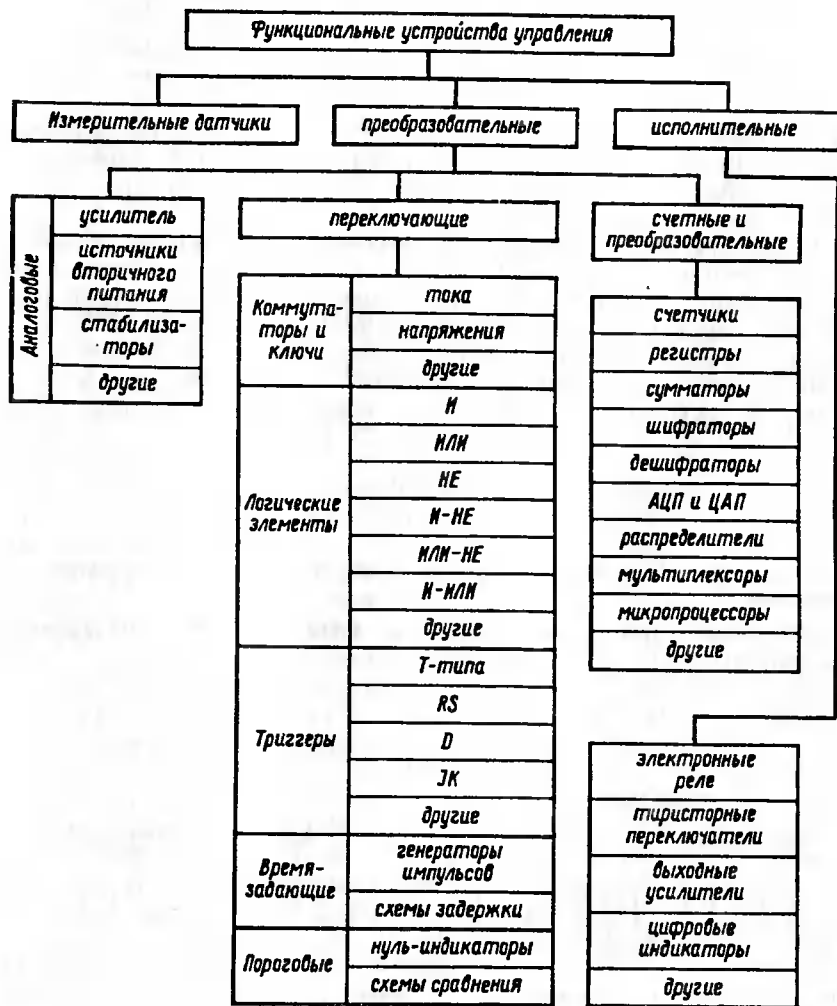 Функциональные устройства управления
Измерительные датчики
преобразовательные
исполнительные
Аналоговые
усилитель
источники
вторичного
питания
стабилиза-
торы
другие
переключающие
Коммута-
торы и
ключи
тока
напряжения
другие
Логические
элементы
И
ИЛИ
НЕ
И-НЕ
ИЛИ-НЕ
И-ИЛИ
другие
Триггеры
Т-типа
RS
D
JK
другие
Время-
задающие
генераторы
импульсов
схемы задержки
Пороговые
нуль-индикаторы
схемы сравнения
счетные и
преобразовательные
счетчики
регистры
сумматоры
шифраторы
дешифраторы
АЦП и ЦАП
распределители
мультиплексоры
микропроцессоры
другие
электронные
реле
тиристорные
переключатели
выходные
усилители
цифровые
индикаторы
другие